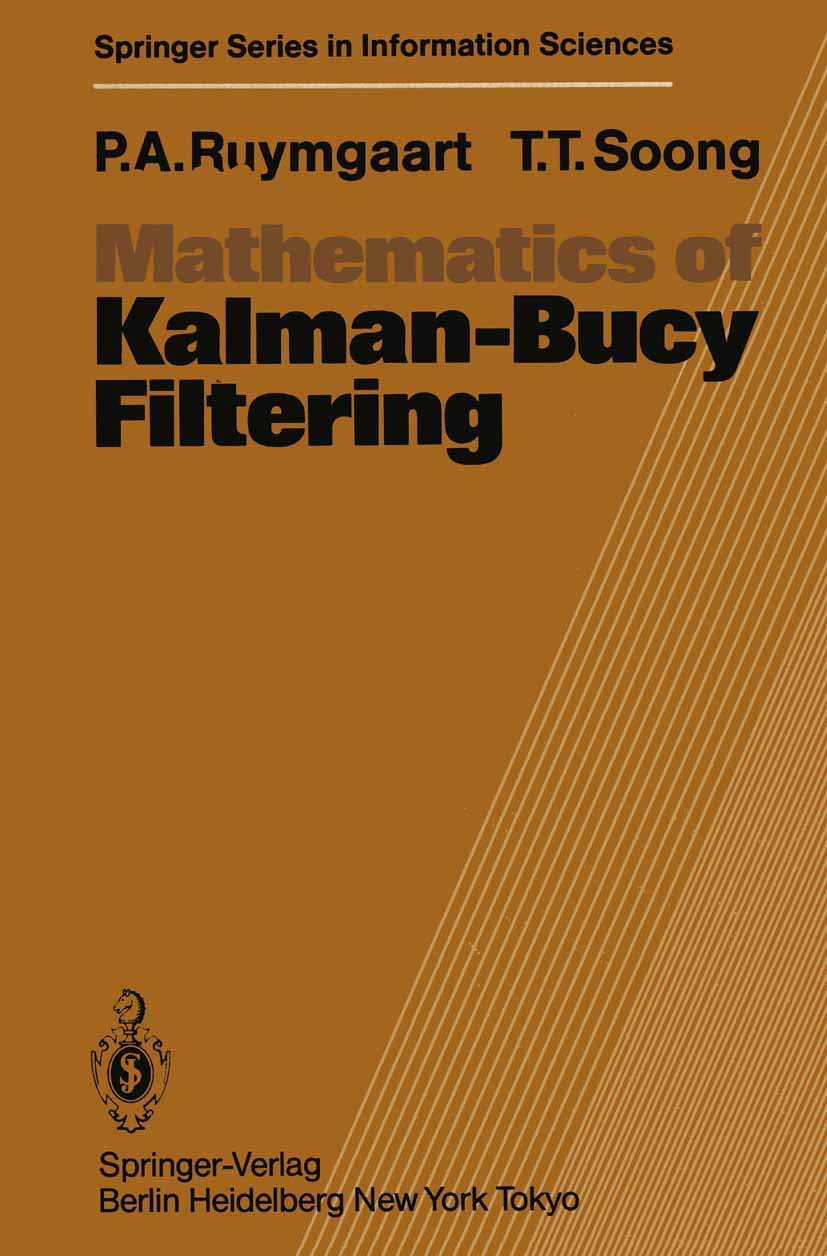 Springer Series in Information Sciences
P.A. Ruymgaart T.T. Soong
Mathematics of
Kalman-Bucy
Filtering
Springer-Verlag
Berlin Heidelberg New York Tokyo